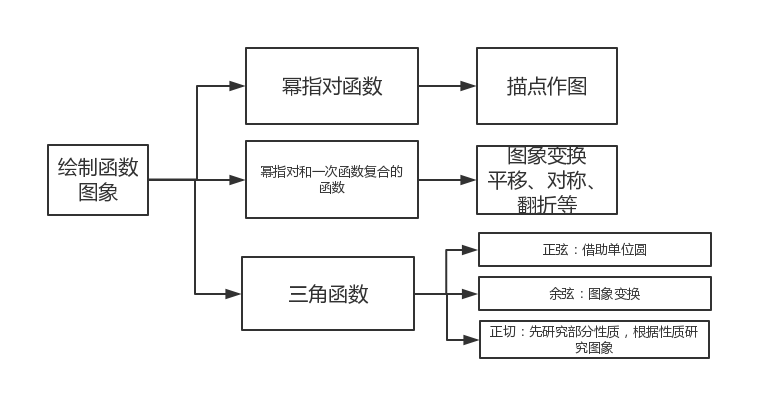 绘制函数
图象
幂指对函数
描点作图
幂指对和一次函数复合的
函数
图象变换
平移、对称、
翻折等
三角函数
正弦：借助单位圆
余弦：图象变换
正切：先研究部分性质，根据性质研
究图象